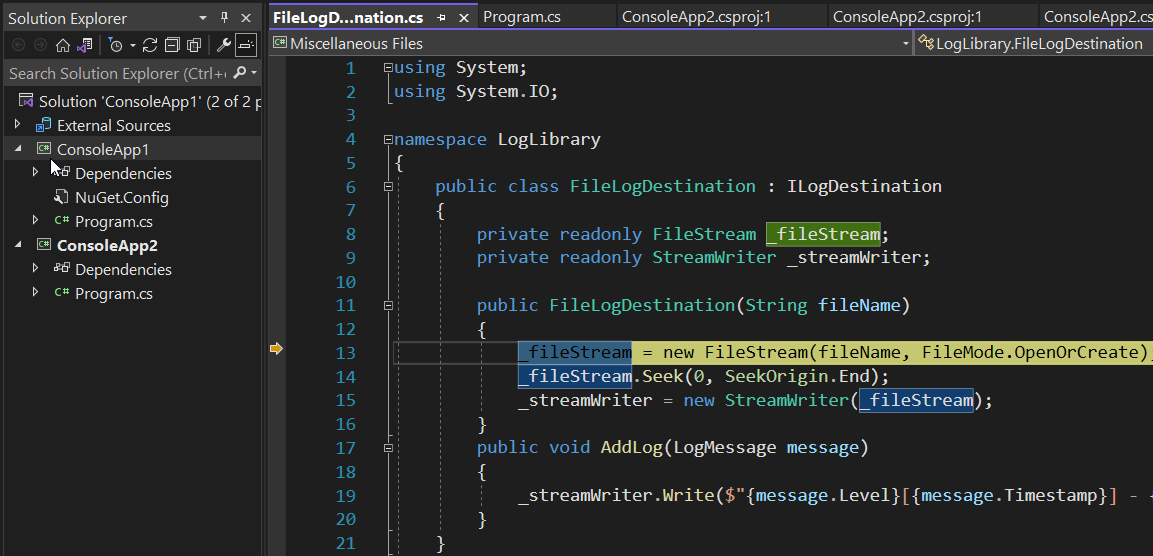 Solution Explorer
Search Solution Explorer (Ctrl+
Solution 'ConsoleApp1' (2 of 2 p
External Sources
C# ConsoleApp1
Dependencies
NuGet.Config
C# Program.cs
C# ConsoleApp2
Dependencies
C# Program.cs
FileLogD...nation.cs Program.cs ConsoleApp2.csproj:1 ConsoleApp2.csproj:1 ConsoleApp2.cs
C# Miscellaneous Files LogLibrary.FileLogDestination
1 using System;
2 using System.IO;
3
4 namespace LogLibrary
5 {
6 public class FileLogDestination : ILogDestination
7 {
8 private readonly FileStream _fileStream;
9 private readonly StreamWriter _streamWriter;
10
11 public FileLogDestination(String fileName)
12 {
13 _fileStream = new FileStream(fileName, FileMode.OpenOrCreate)
14 _fileStream.Seek(0, SeekOrigin.End);
15 _streamWriter = new StreamWriter(_fileStream);
16 }
17 public void AddLog(LogMessage message)
18 {
19 _streamWriter.Write($"{message.Level}[{message.Timestamp}] - {
20 }
21 }